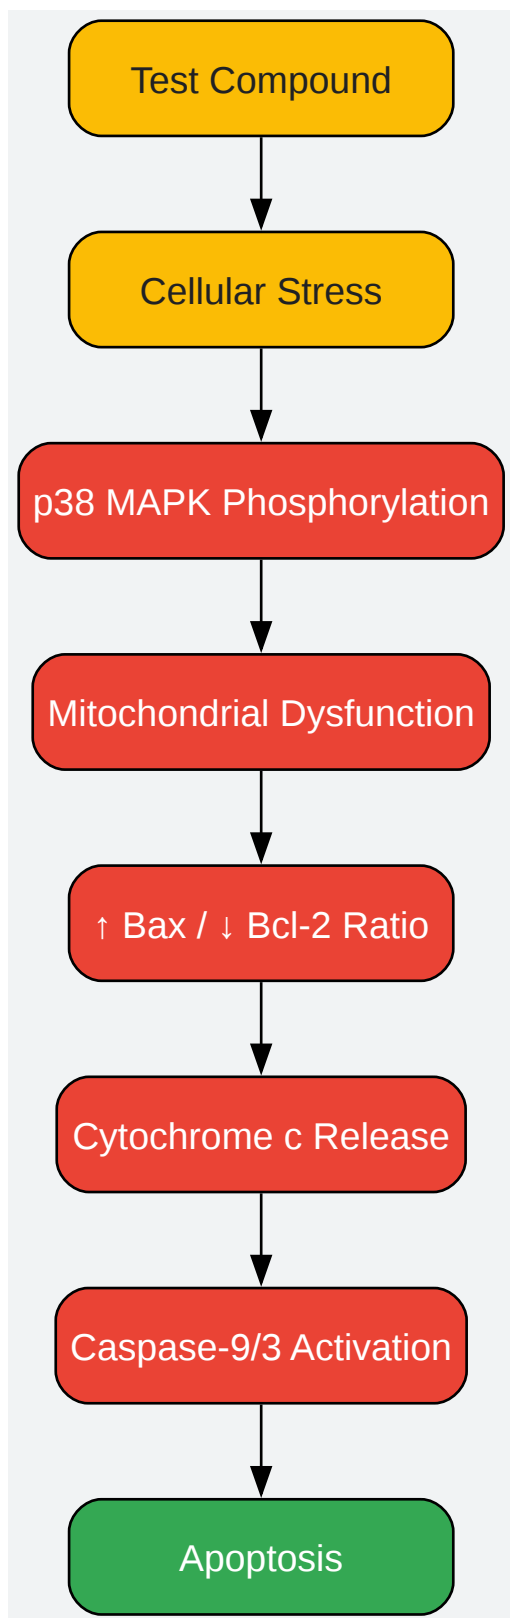 Test Compound
Cellular Stress
p38 MAPK Phosphorylation
Mitochondrial Dysfunction
↑ Bax / ↓ Bcl-2 Ratio
Cytochrome c Release
Caspase-9/3 Activation
Apoptosis